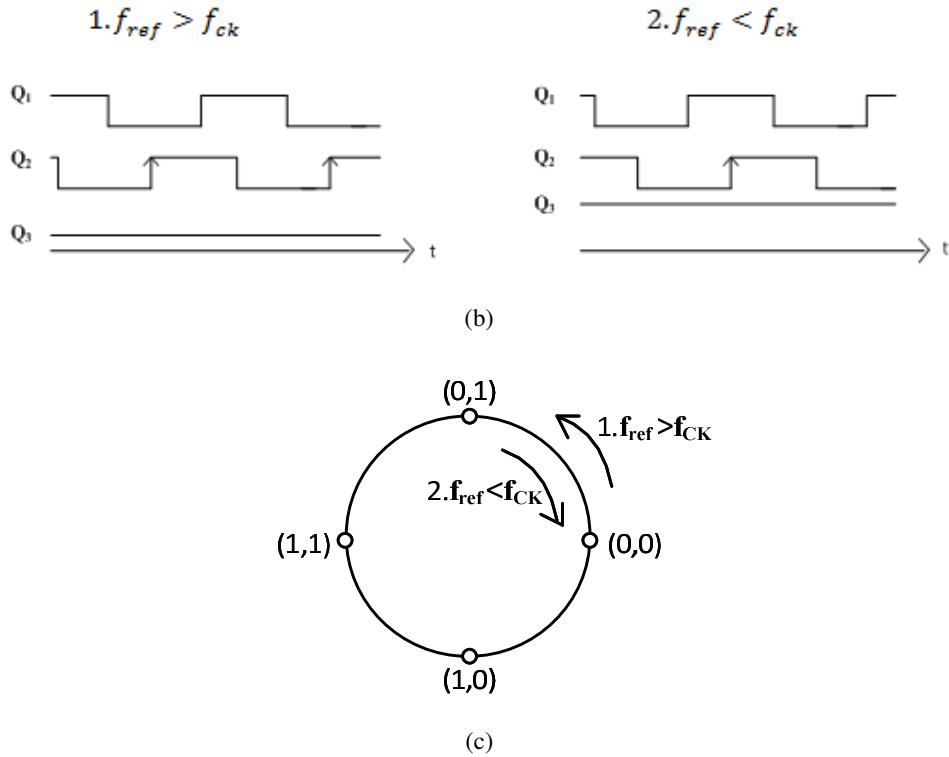 1. f_ref > f_ck
2. f_ref < f_ck
Q1
Q2
Q3
t
Q1
Q2
Q3
t
(b)
(0,1)
1.f_ref>f_CK
2.f_ref<f_CK
(1,1)
(0,0)
(1,0)
(c)